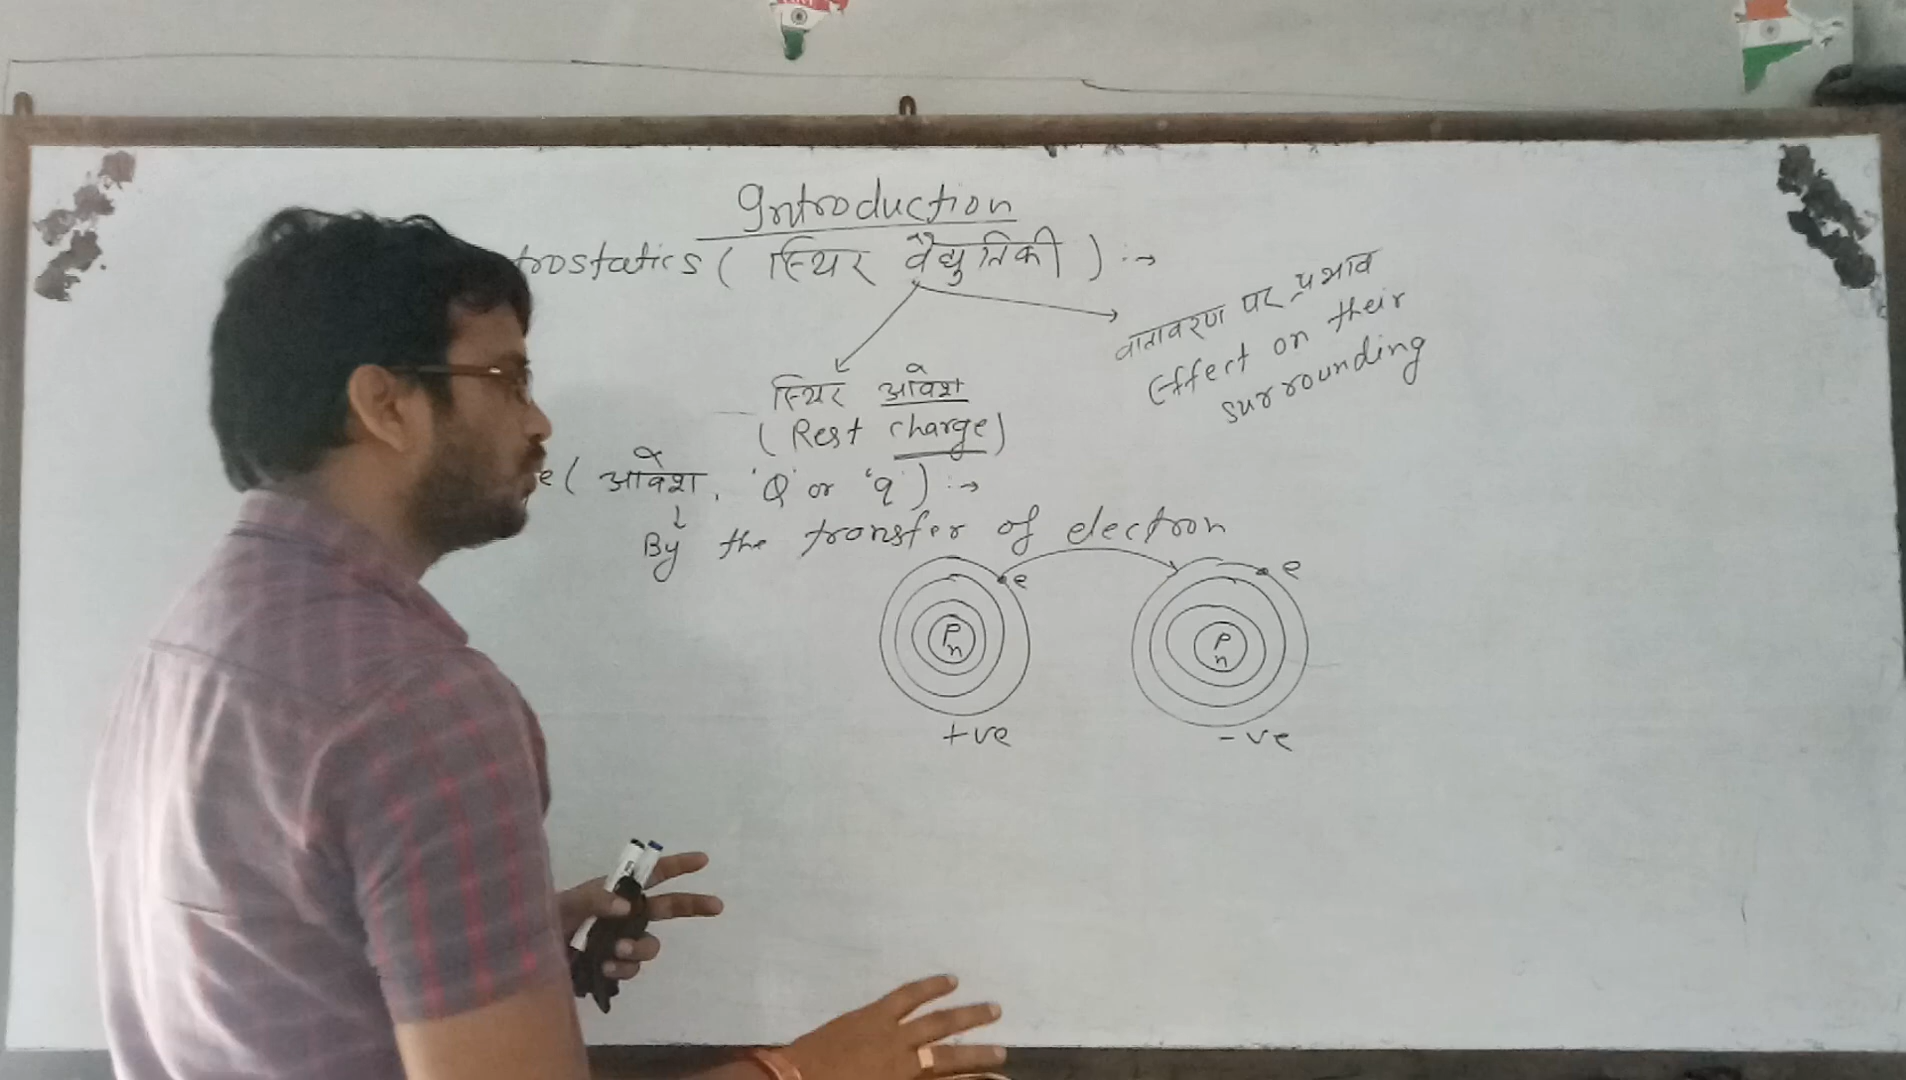 Introduction
trostatics ( स्थिर वैद्युतिकी ) :→
वातावरण पर प्रभाव
Effect on their
surrounding
स्थिर आवेश
( Rest charge )
e ( आवेश, 'Q' or 'q' ) :→
By the transfer of electron
e e
P P
n n
+ve -ve